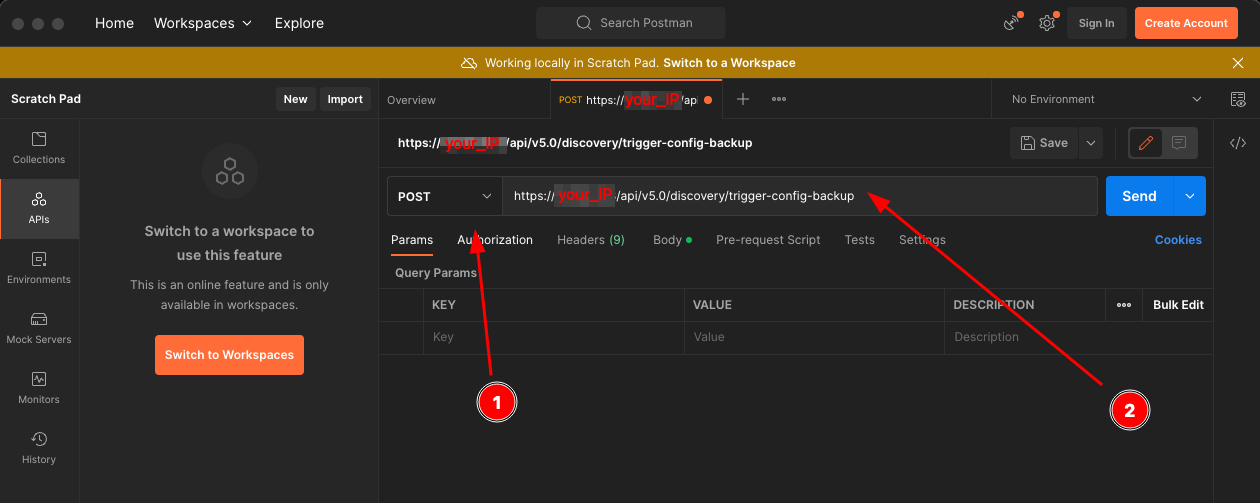 Home Workspaces Explore Search Postman Sign In Create Account
Working locally in Scratch Pad. Switch to a Workspace
Scratch Pad New Import Overview POST https://your_IP/api No Environment
https://your_IP/api/v5.0/discovery/trigger-config-backup Save
Collections
POST https://your_IP/api/v5.0/discovery/trigger-config-backup Send
APIs
Switch to a workspace to
use this feature
This is an online feature and is only
available in workspaces.
Switch to Workspaces
Params Authorization Headers (9) Body Pre-request Script Tests Settings Cookies
Query Params
KEY VALUE DESCRIPTION Bulk Edit
Key Value Description
Environments
Mock Servers
Monitors
History
1
2